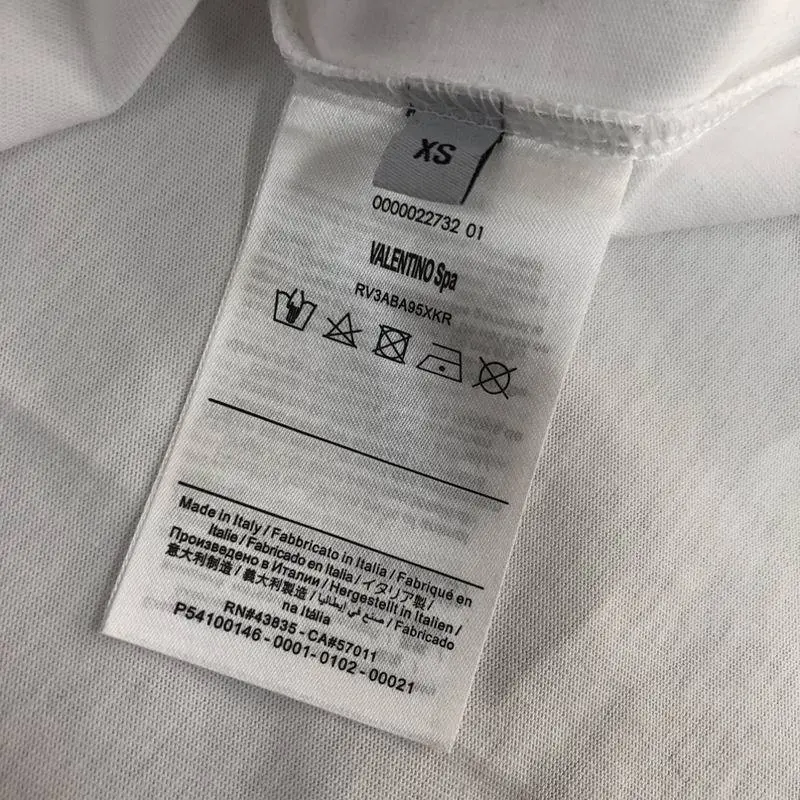 XS
0000022732 01
VALENTINO Spa
RV3ABA95XKR
Made in Italy / Fabbricato in Italia / Fabriqué en
Italie / Fabricado en Italia / イタリア製 /
Произведено в Италии / Hergestellt in Italien /
意大利制造 / 義大利製造 / صنع في إيطاليا / Fabricado
na Itália
RN#43835 - CA#57011
P54100146 - 0001- 0102 - 00021